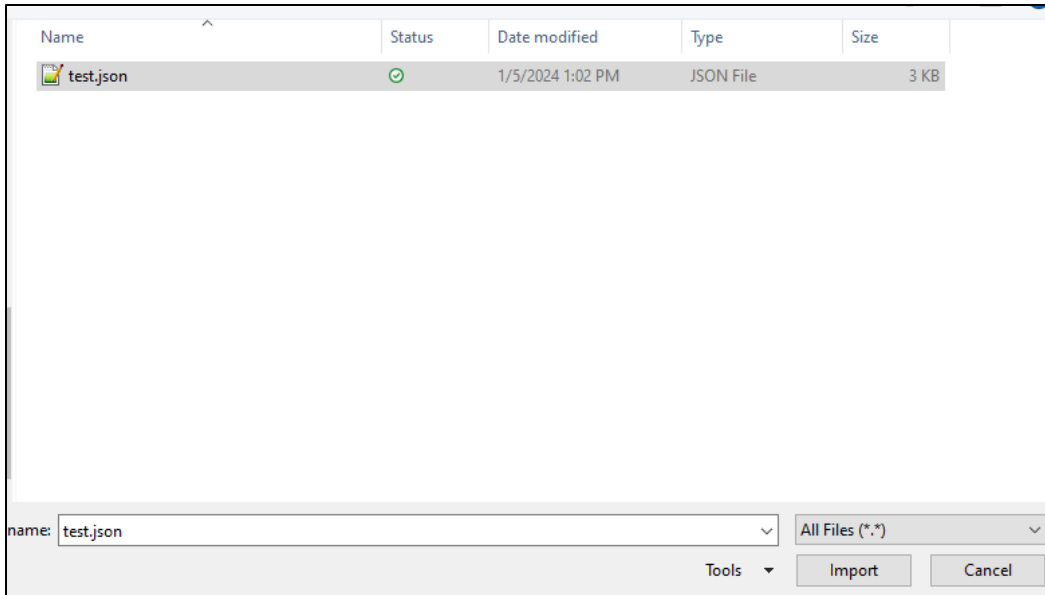 Name Status Date modified Type Size
test.json 1/5/2024 1:02 PM JSON File 3 KB
name: test.json All Files (*.*)
Tools Import Cancel